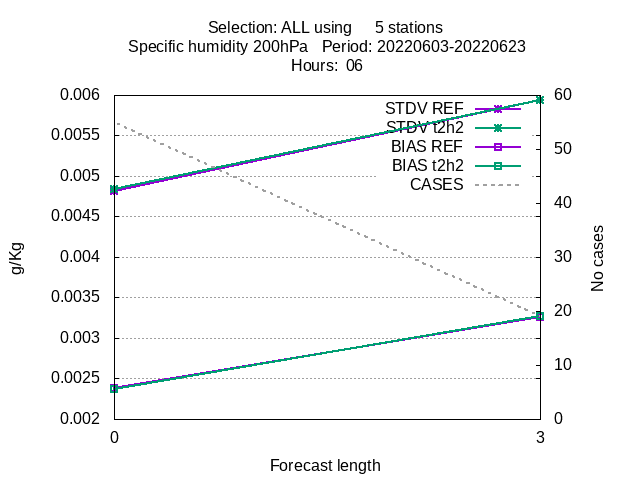 Selection: ALL using 5 stations
Specific humidity 200hPa Period: 20220603-20220623
Hours: 06
0.006
0.0055
0.005
0.0045
0.004
0.0035
0.003
0.0025
0.002
g/Kg
STDV REF
STDV t2h2
BIAS REF
BIAS t2h2
CASES
60
50
40
30
20
10
0
No cases
0
3
Forecast length